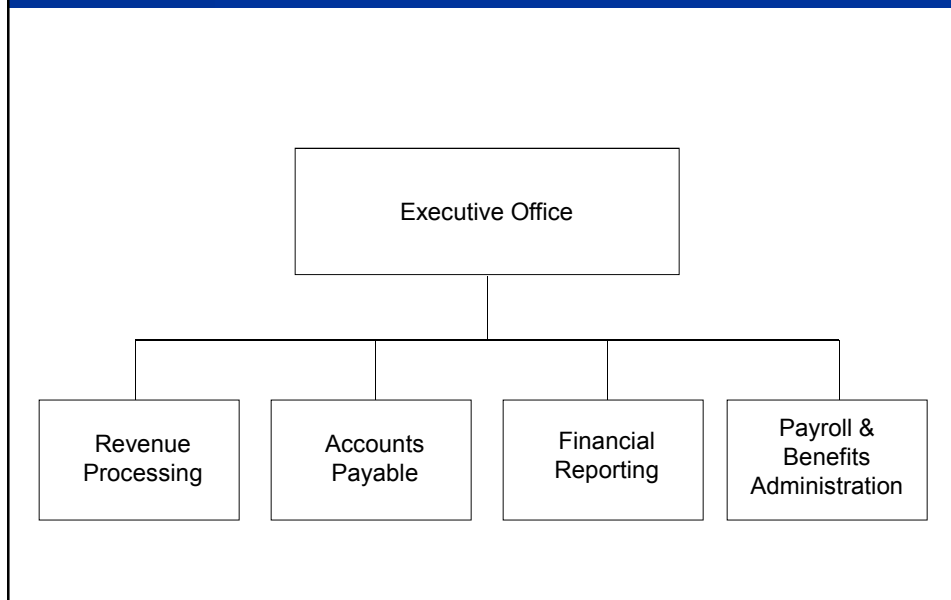 Executive Office
Revenue
Processing
Accounts
Payable
Financial
Reporting
Payroll &
Benefits
Administration